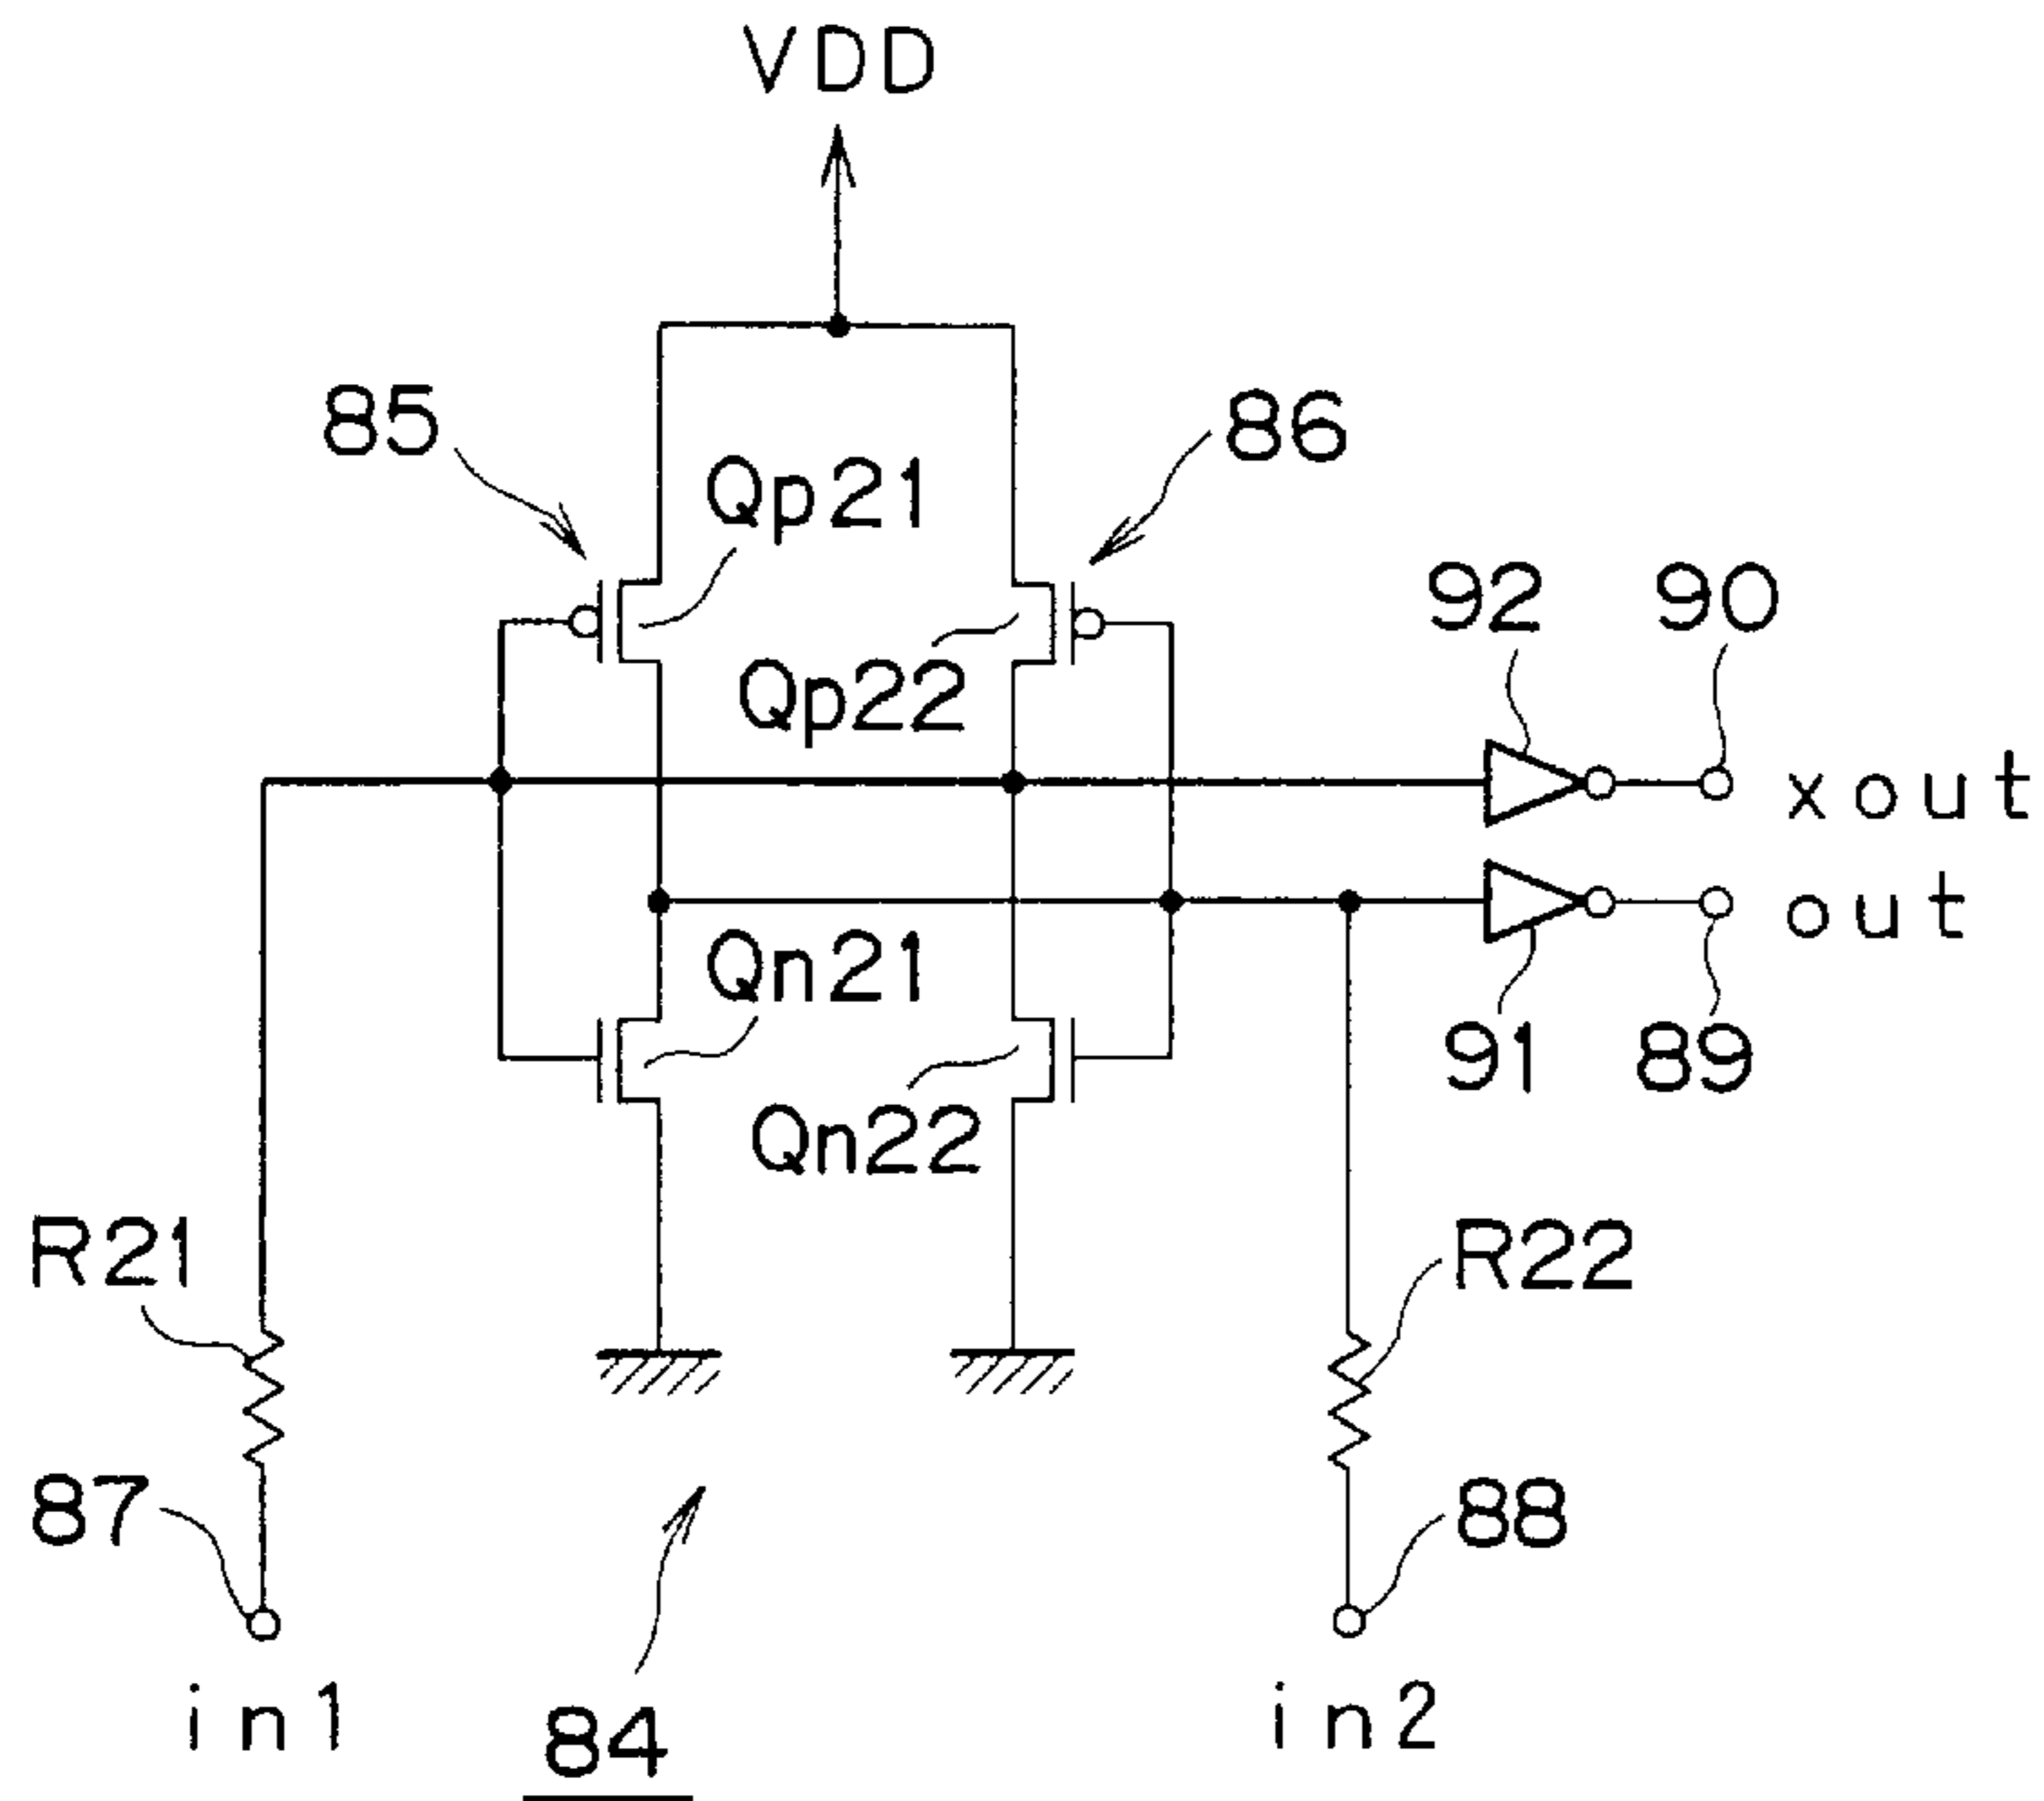 VDD
85
86
Qp21
92
90
Qp22
xout
out
Qn21
91
89
Qn22
R21
R22
87
88
in1
in2
84